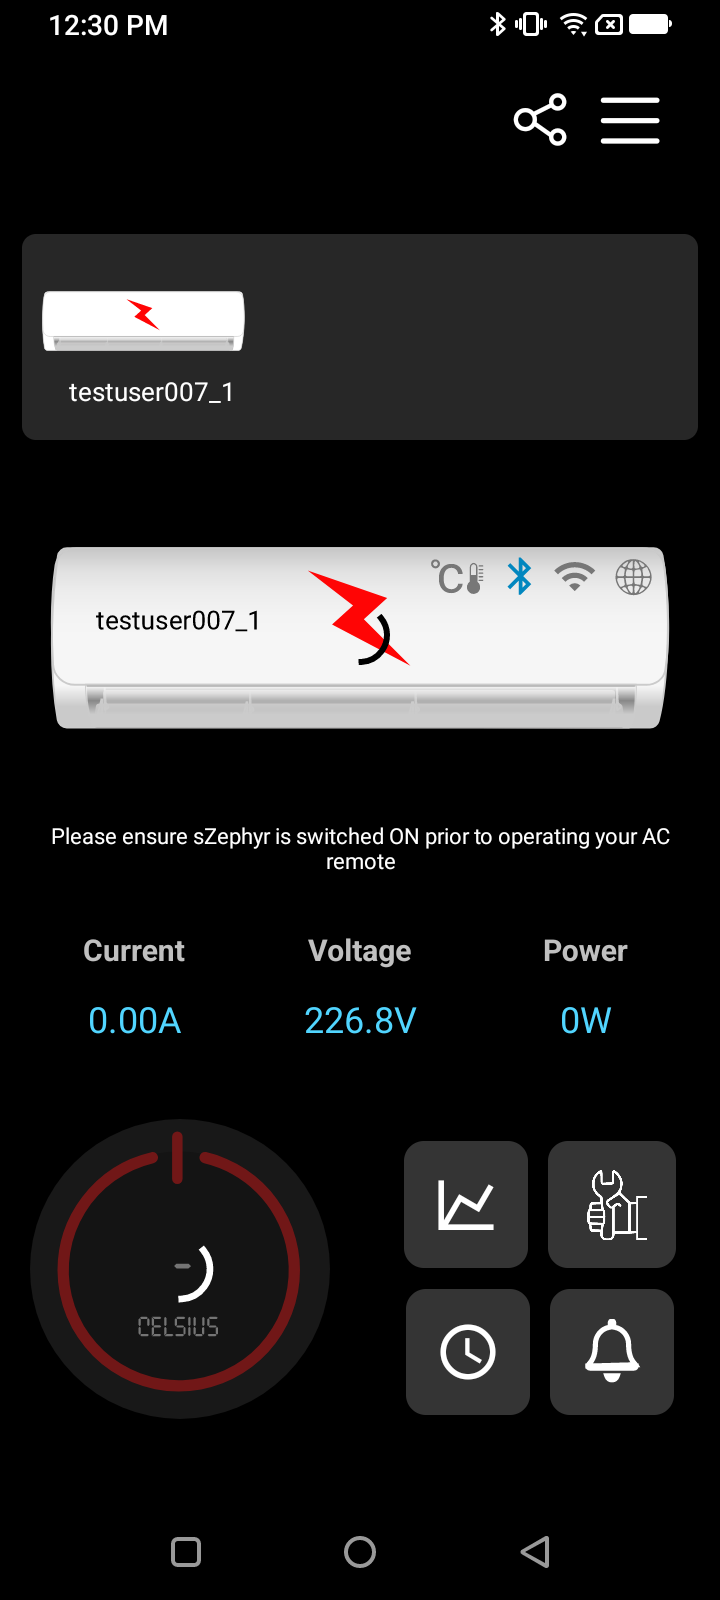 12:30 PM
testuser007_1
°C
testuser007_1
Please ensure sZephyr is switched ON prior to operating your AC
remote
Current Voltage Power
0.00A 226.8V 0W
-
CELSIUS